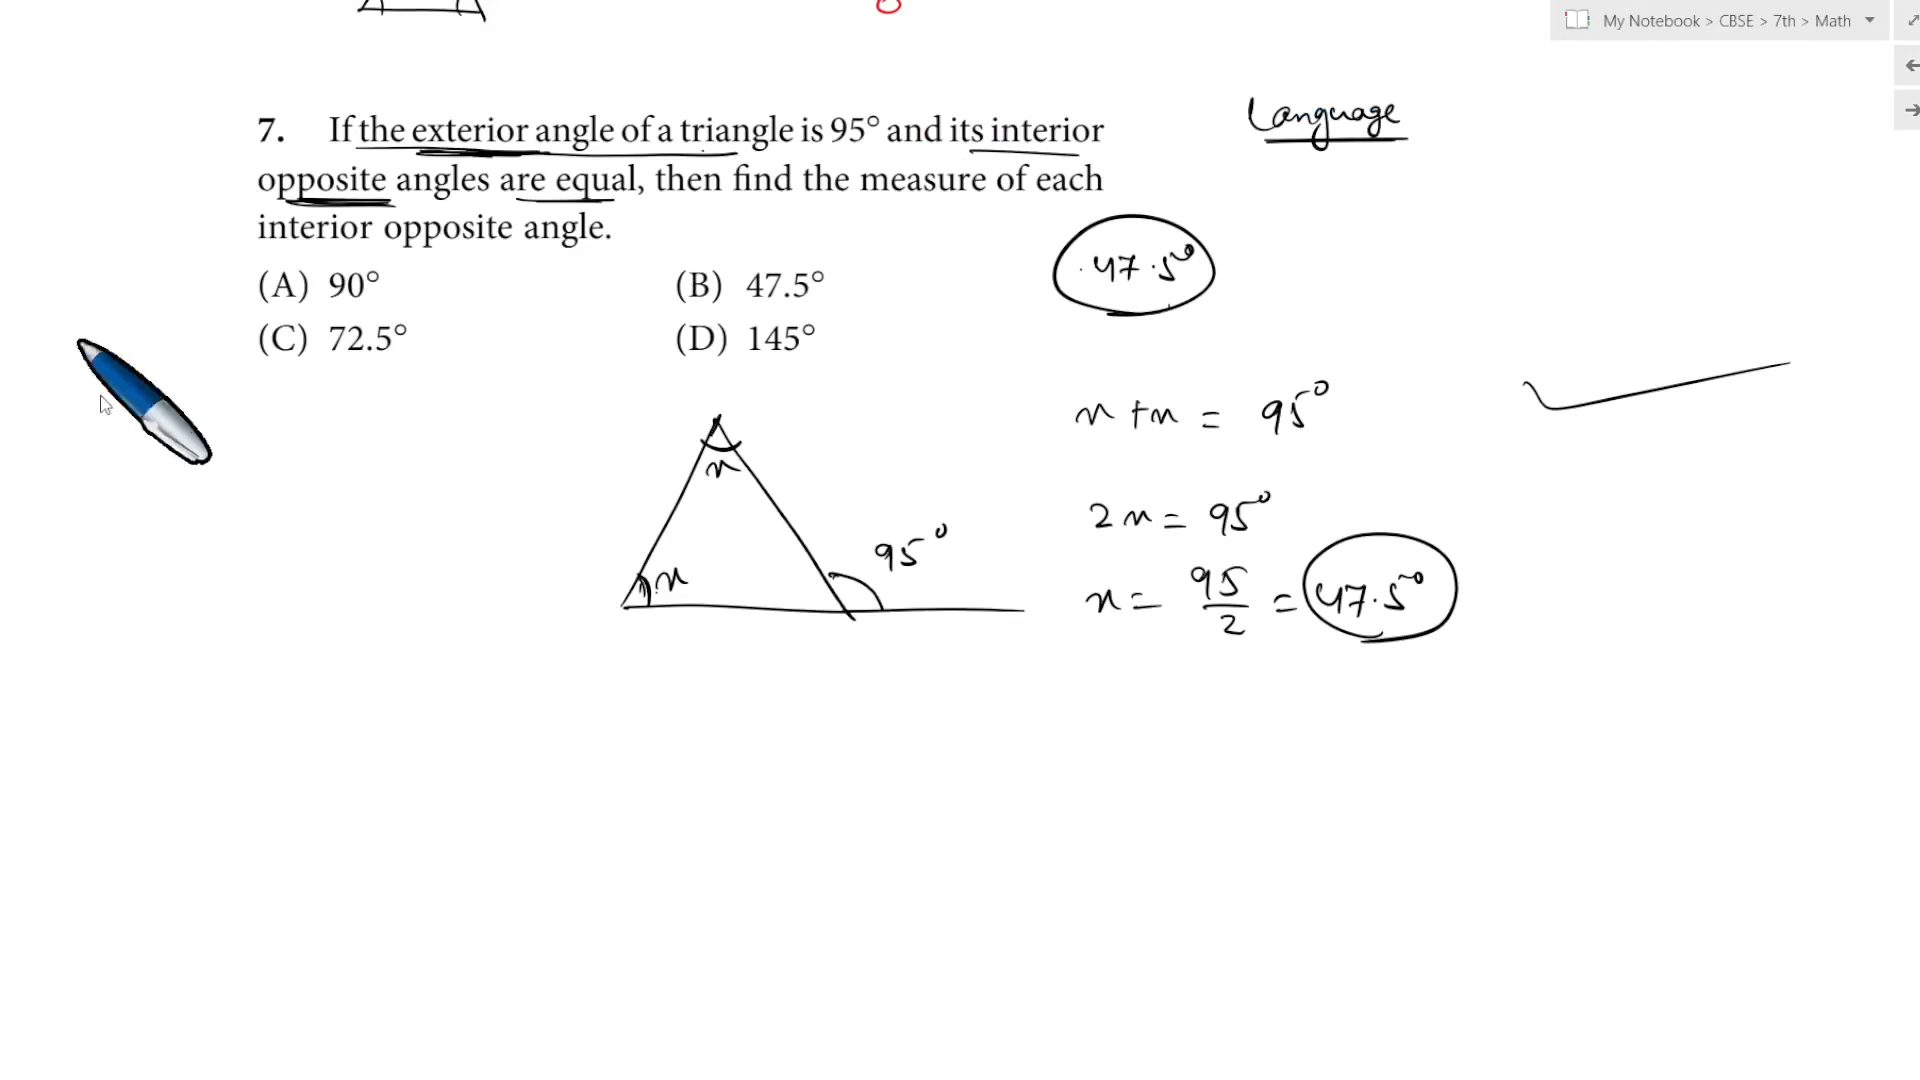 My Notebook > CBSE > 7th > Math
7. If the exterior angle of a triangle is 95° and its interior
opposite angles are equal, then find the measure of each
interior opposite angle.
(A) 90° (B) 47.5°
(C) 72.5° (D) 145°
Language
47.5°
x + x = 95°
2x = 95°
x = 95/2 = 47.5°
x
x
95°